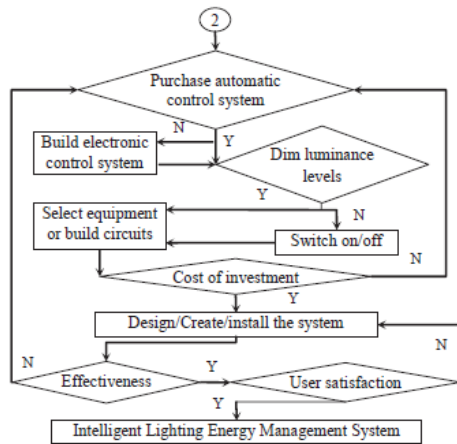 2
Purchase automatic
control system
N
Y
Build electronic
control system
Dim luminance
levels
Y
N
Select equipment
or build circuits
Switch on/off
N
Cost of investment
Y
Design/Create/install the system
N
Y
N
Effectiveness
User satisfaction
Y
Y
Intelligent Lighting Energy Management System